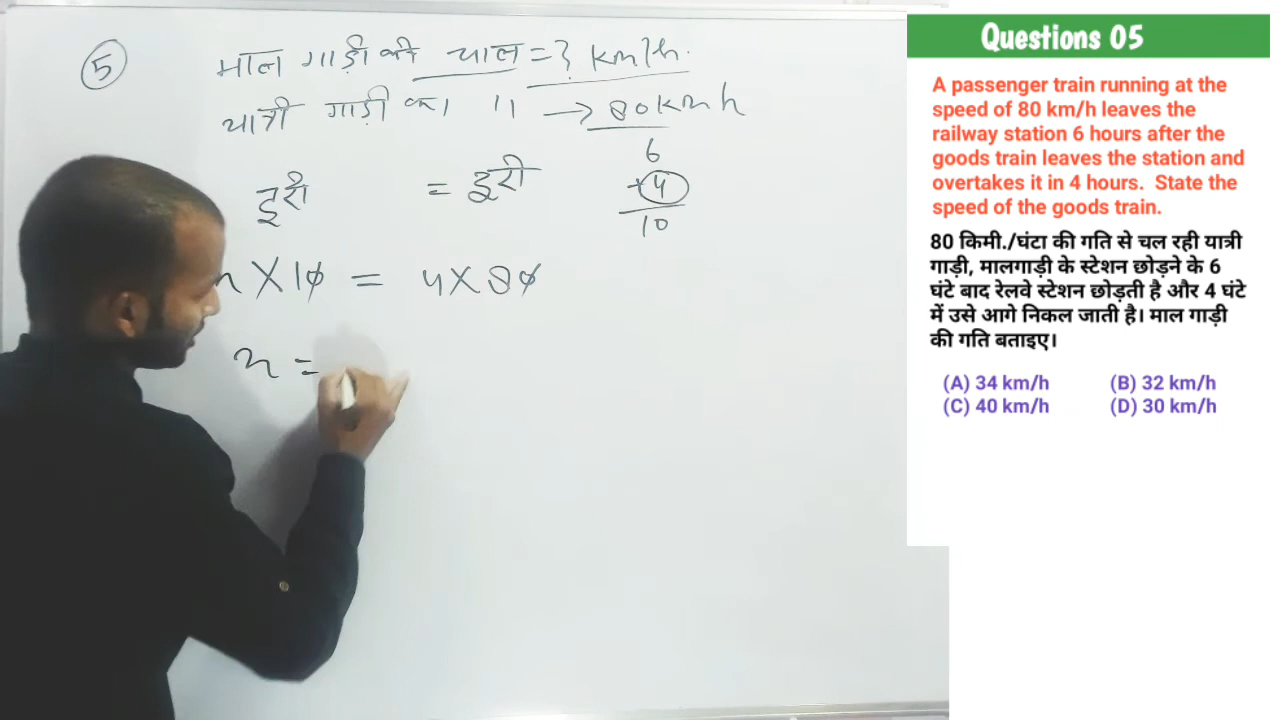 5
माल गाड़ी की चाल = ? km/h.
यात्री गाड़ी का 11 → 80 km h
6
+4
10
दूरी = दूरी
x X 10 = 4 X 80
x =
Questions 05
A passenger train running at the
speed of 80 km/h leaves the
railway station 6 hours after the
goods train leaves the station and
overtakes it in 4 hours. State the
speed of the goods train.
80 किमी./घंटा की गति से चल रही यात्री
गाड़ी, मालगाड़ी के स्टेशन छोड़ने के 6
घंटे बाद रेलवे स्टेशन छोड़ती है और 4 घंटे
में उसे आगे निकल जाती है। माल गाड़ी
की गति बताइए।
(A) 34 km/h (B) 32 km/h
(C) 40 km/h (D) 30 km/h